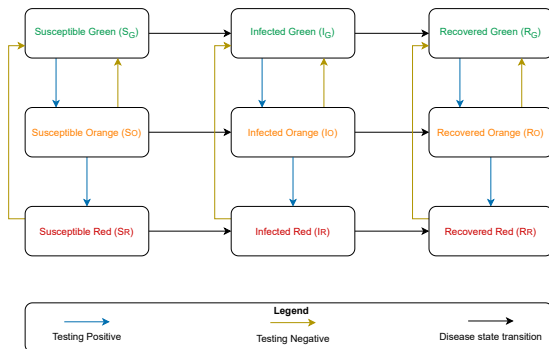 Susceptible Green (SG)
Infected Green (IG)
Recovered Green (RG)
Susceptible Orange (SO)
Infected Orange (IO)
Recovered Orange (RO)
Susceptible Red (SR)
Infected Red (IR)
Recovered Red (RR)
Legend
Testing Positive
Testing Negative
Disease state transition